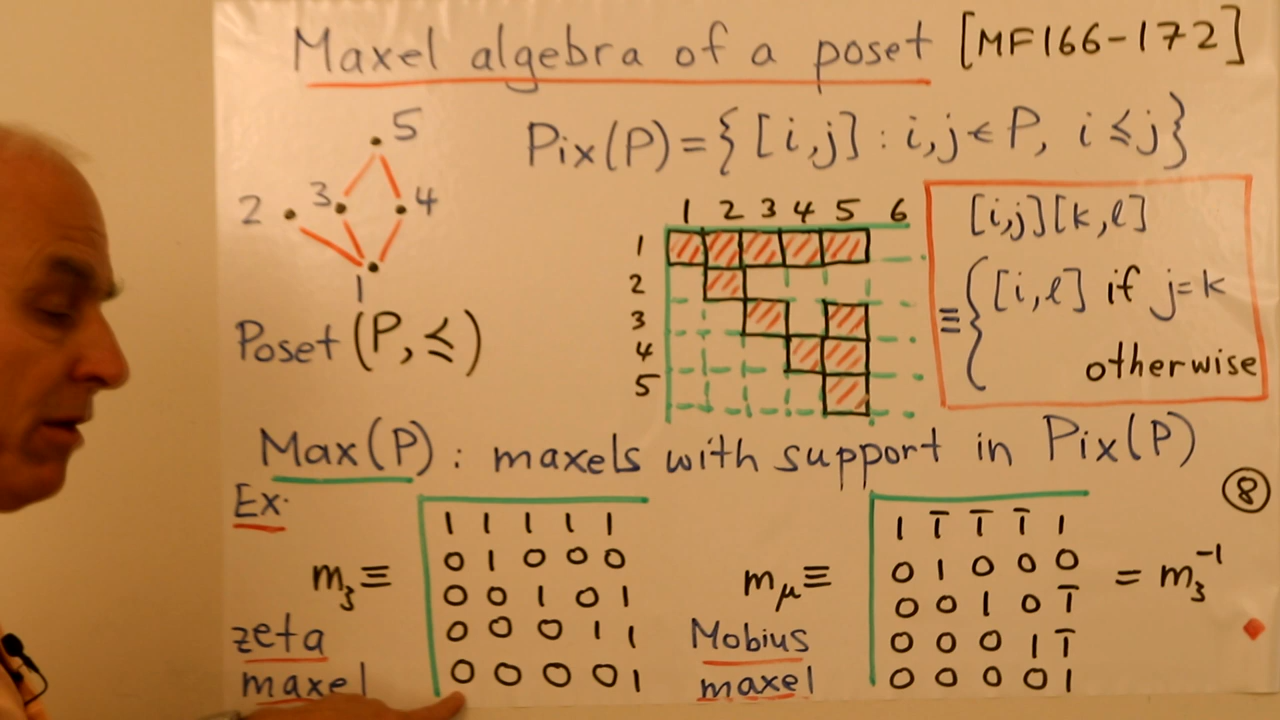 Maxel algebra of a poset [MF166-172]
5
2 3 4
1
Poset (P, ≤)
Pix(P) = { [i,j] : i,j ∈ P, i ≤ j }
1 2 3 4 5 6
1
2
3
4
5
[i,j][k,l]
≡ { [i,l] if j=k
otherwise
Max(P) : maxels with support in Pix(P)
8
Ex.
m₃ ≡
1 1 1 1 1
0 1 0 0 0
0 0 1 0 1
0 0 0 1 1
0 0 0 0 1
zeta
maxel
m_μ ≡
1 1̅ 1̅ 1̅ 1
0 1 0 0 0
0 0 1 0 1̅
0 0 0 1 1̅
0 0 0 0 1
= m₃⁻¹
Mobius
maxel